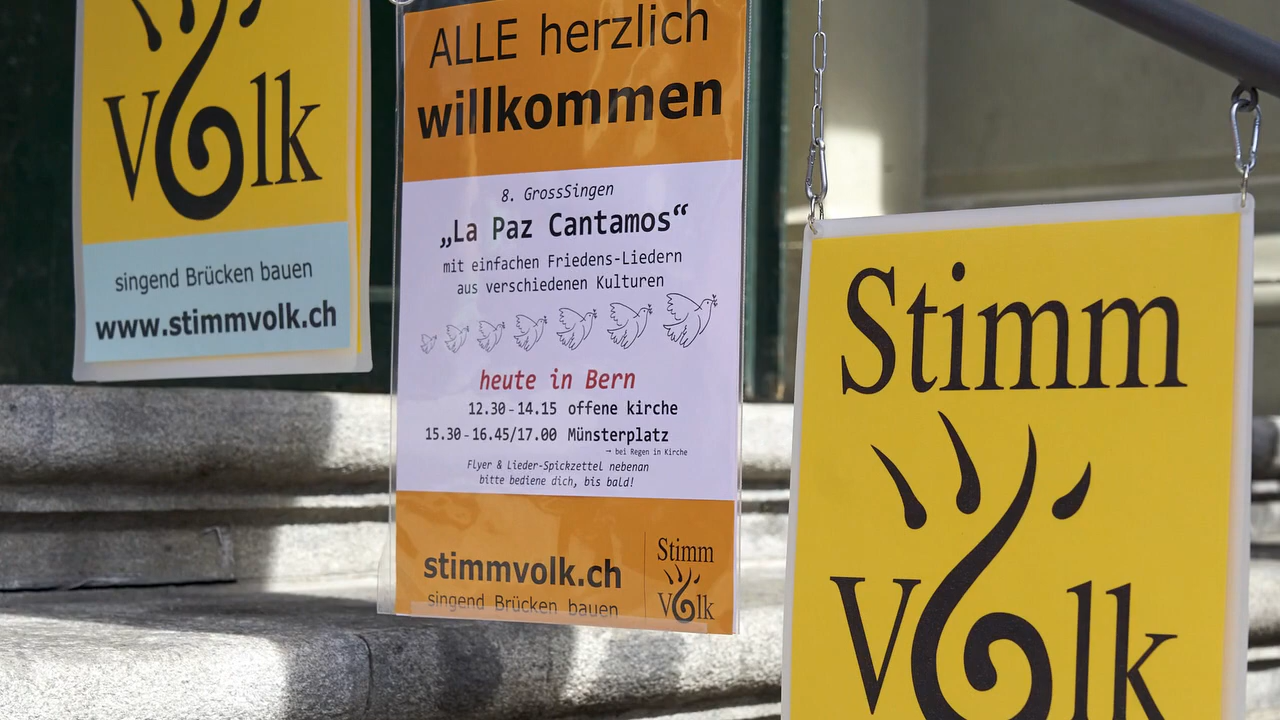 Volk
singend Brücken bauen
www.stimmvolk.ch
ALLE herzlich
willkommen
8. GrossSingen
„La Paz Cantamos“
mit einfachen Friedens-Liedern
aus verschiedenen Kulturen
heute in Bern
12.30-14.15 offene kirche
15.30-16.45/17.00 Münsterplatz
→ bei Regen in Kirche
Flyer & Lieder-Spickzettel nebenan
bitte bediene dich, bis bald!
stimmvolk.ch
singend Brücken bauen
Stimm
Volk
Stimm
Volk